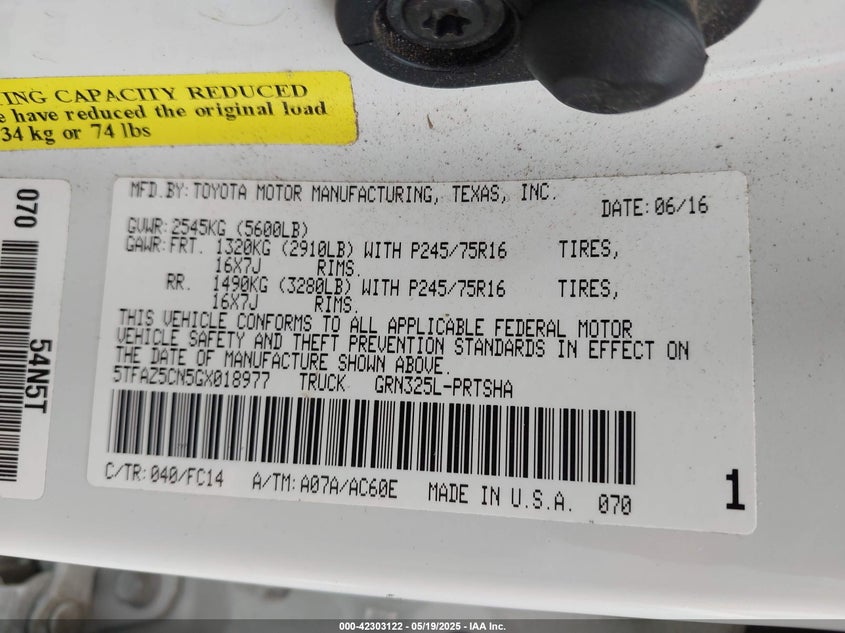 ING CAPACITY REDUCED
e have reduced the original load
34 kg or 74 lbs
070
54N5T
MFD.BY:TOYOTA MOTOR MANUFACTURING, TEXAS, INC.
DATE:06/16
GVWR:2545KG (5600LB)
GAWR:FRT. 1320KG (2910LB) WITH P245/75R16 TIRES,
16X7J RIMS.
RR. 1490KG (3280LB) WITH P245/75R16 TIRES,
16X7J RIMS.
THIS VEHICLE CONFORMS TO ALL APPLICABLE FEDERAL MOTOR
VEHICLE SAFETY AND THEFT PREVENTION STANDARDS IN EFFECT ON
THE DATE OF MANUFACTURE SHOWN ABOVE.
5TFAZ5CN5GX018977 TRUCK GRN325L-PRTSHA
C/TR:040/FC14 A/TM:A07A/AC60E MADE IN U.S.A. 070
1
000-42303122 - 05/19/2025 - IAA Inc.